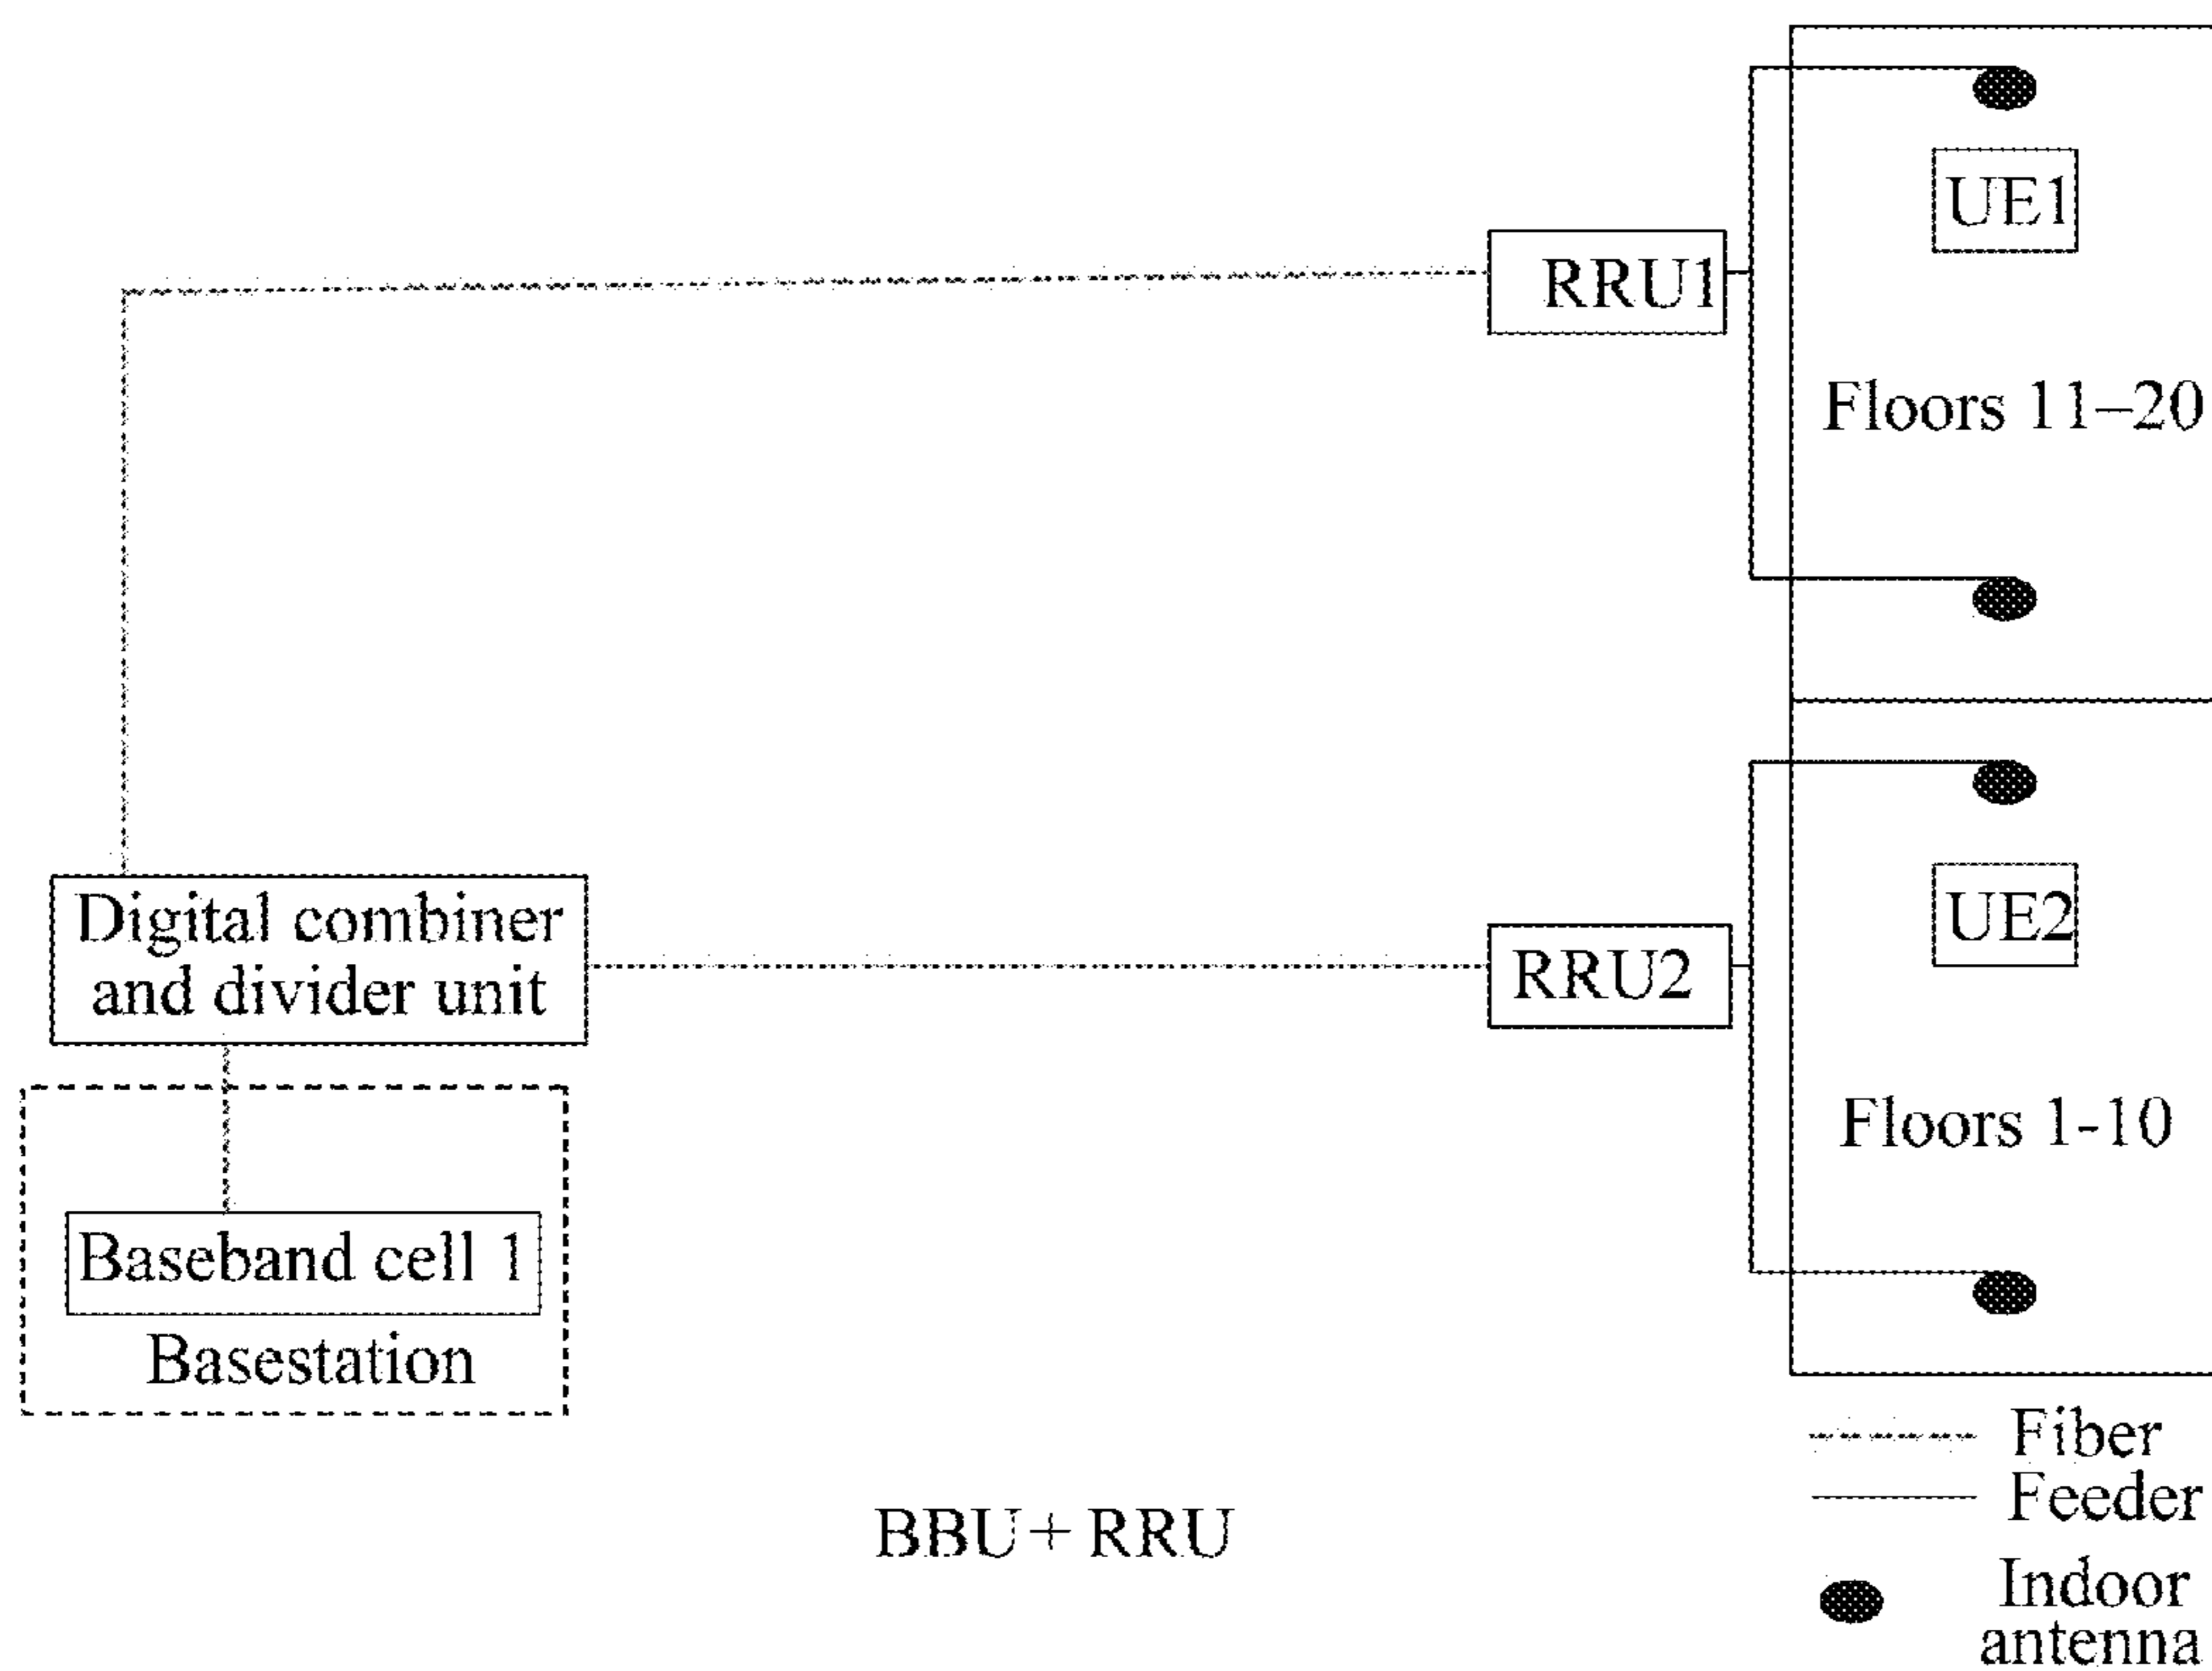 UE1
RRU1
Floors 11–20
Digital combiner
and divider unit
RRU2
UE2
Floors 1-10
Baseband cell 1
Basestation
Fiber
Feeder
BBU+RRU
Indoor
antenna